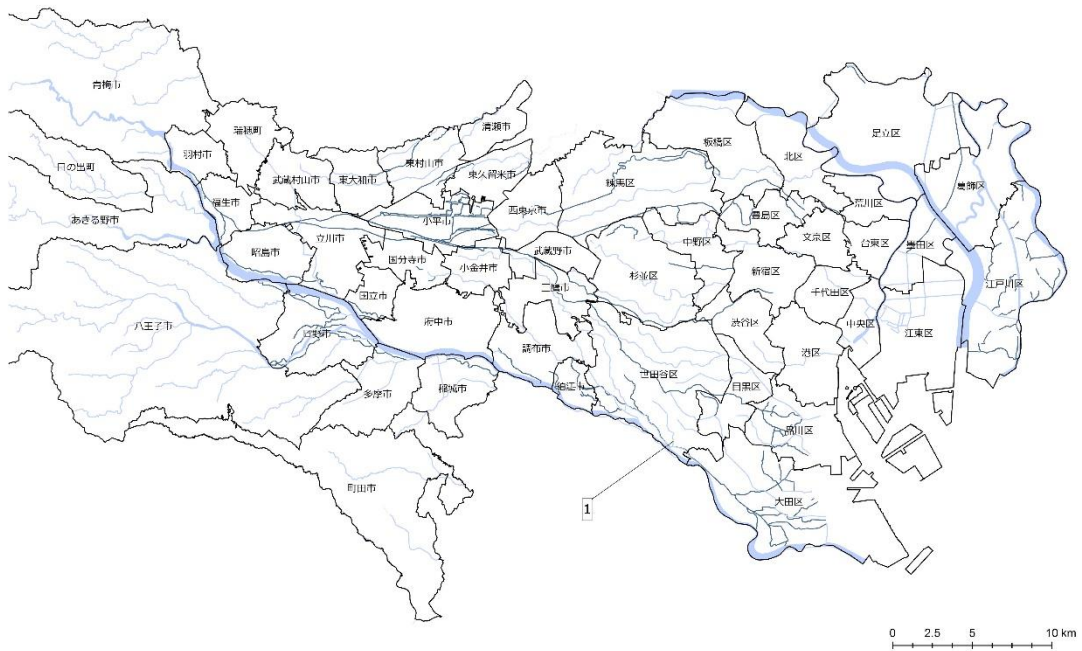 青梅市
瑞穂町
羽村市
日の出町
武蔵村山市
東大和市
東村山市
清瀬市
東久留米市
福生市
あきる野市
小平市
西東京市
練馬区
板橋区
北区
足立区
葛飾区
荒川区
豊島区
文京区
台東区
墨田区
昭島市
立川市
国分寺市
小金井市
武蔵野市
中野区
杉並区
新宿区
千代田区
江戸川区
三鷹市
国立市
府中市
八王子市
日野市
調布市
渋谷区
中央区
江東区
港区
狛江市
世田谷区
目黒区
多摩市
稲城市
品川区
町田市
大田区
1
0 2.5 5 10 km